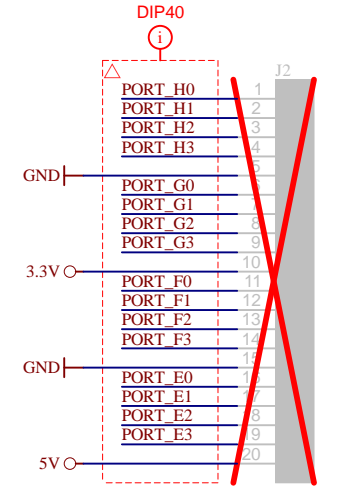 DIP40
i
J2
PORT_H0 1
PORT_H1 2
PORT_H2 3
PORT_H3 4
GND 5
PORT_G0 6
PORT_G1 7
PORT_G2 8
PORT_G3 9
3.3V 10
PORT_F0 11
PORT_F1 12
PORT_F2 13
PORT_F3 14
GND 15
PORT_E0 16
PORT_E1 17
PORT_E2 18
PORT_E3 19
5V 20